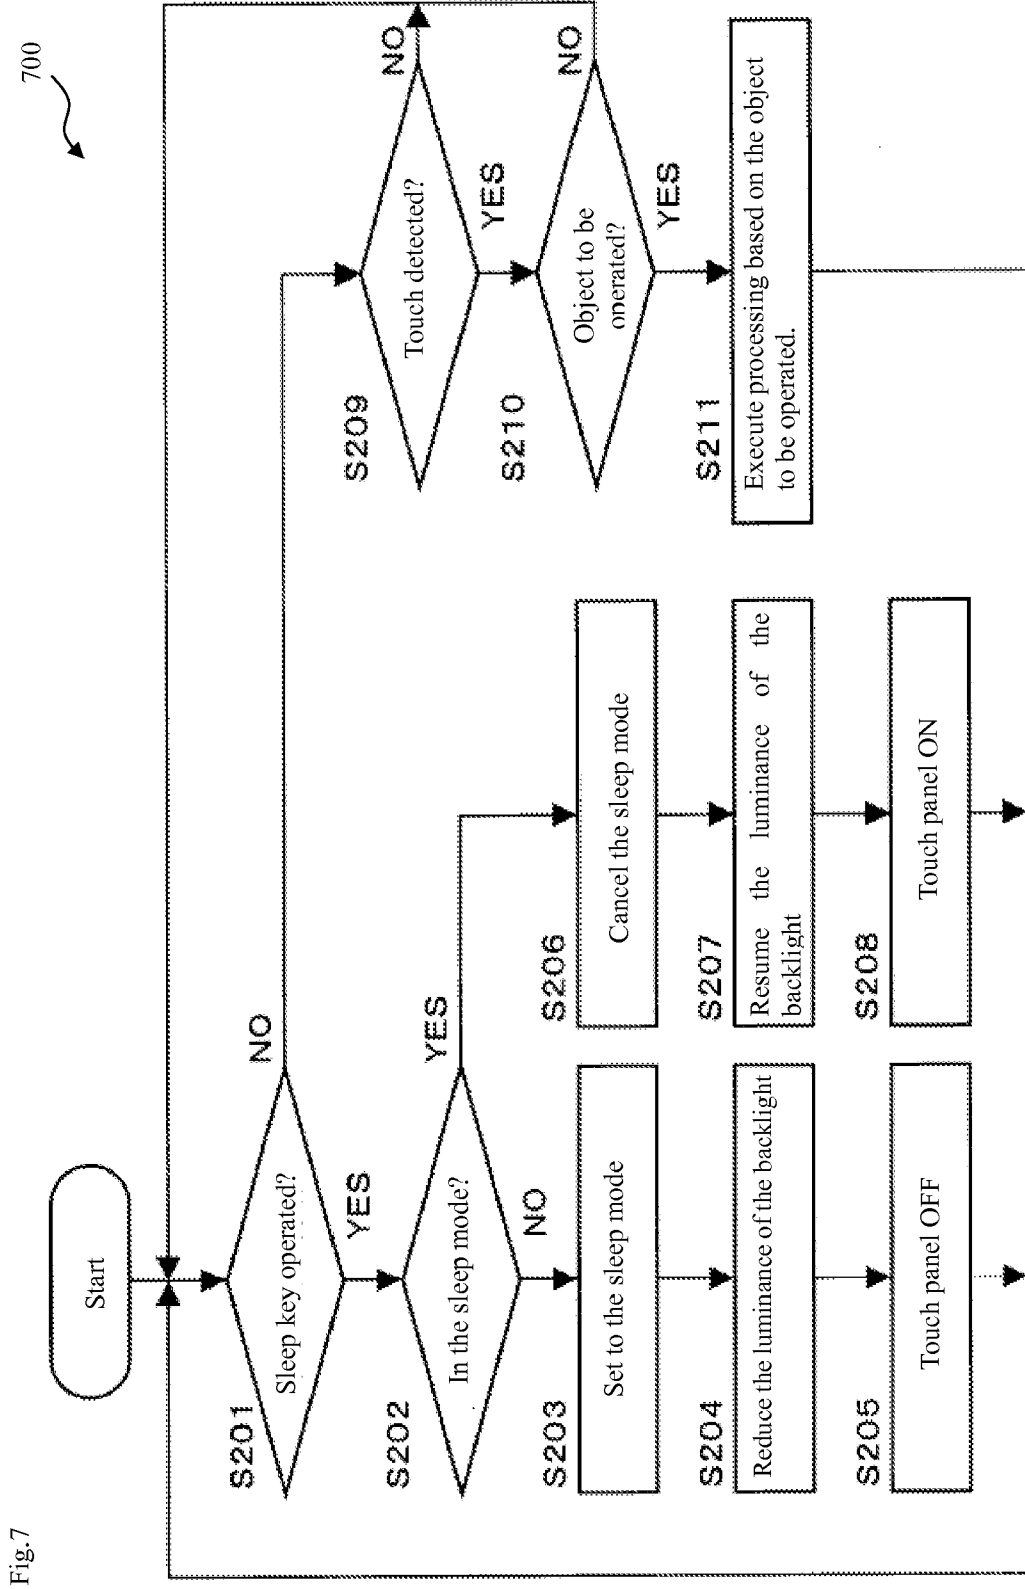 Fig.7
700
Start
S201
Sleep key operated?
NO
YES
S202
In the sleep mode?
YES
NO
S203
Set to the sleep mode
S204
Reduce the luminance of the backlight
S205
Touch panel OFF
S206
Cancel the sleep mode
S207
Resume the luminance of the
backlight
S208
Touch panel ON
S209
Touch detected?
NO
YES
S210
Object to be
operated?
NO
YES
S211
Execute processing based on the object
to be operated.